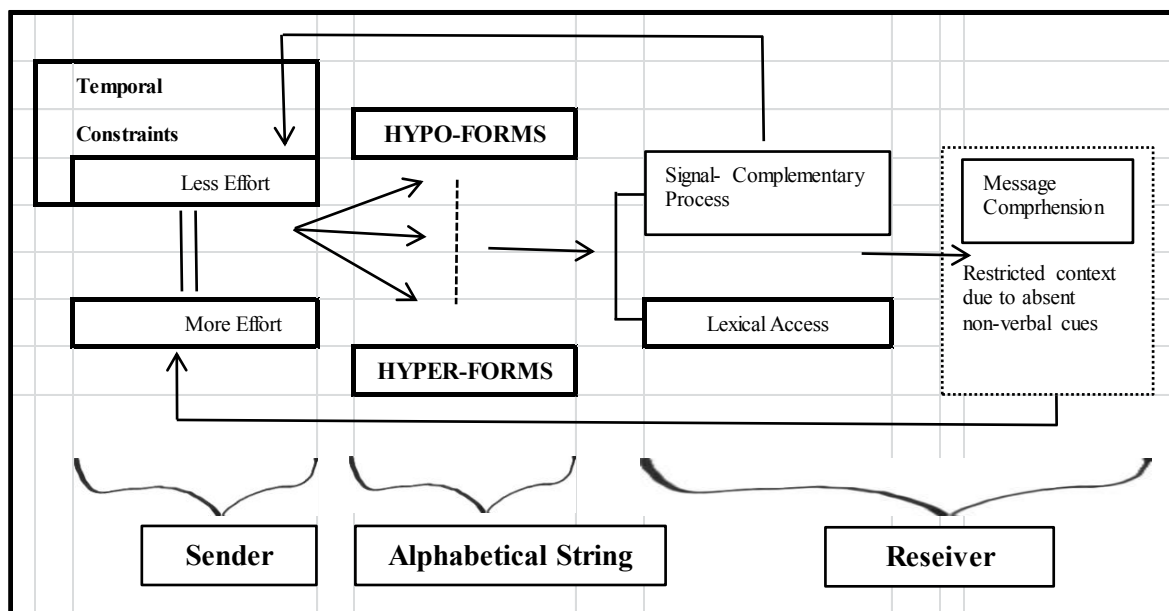 Temporal
Constraints
Less Effort
More Effort
HYPO-FORMS
HYPER-FORMS
Signal- Complementary
Process
Lexical Access
Message
Comprhension
Restricted context
due to absent
non-verbal cues
Sender
Alphabetical String
Reseiver